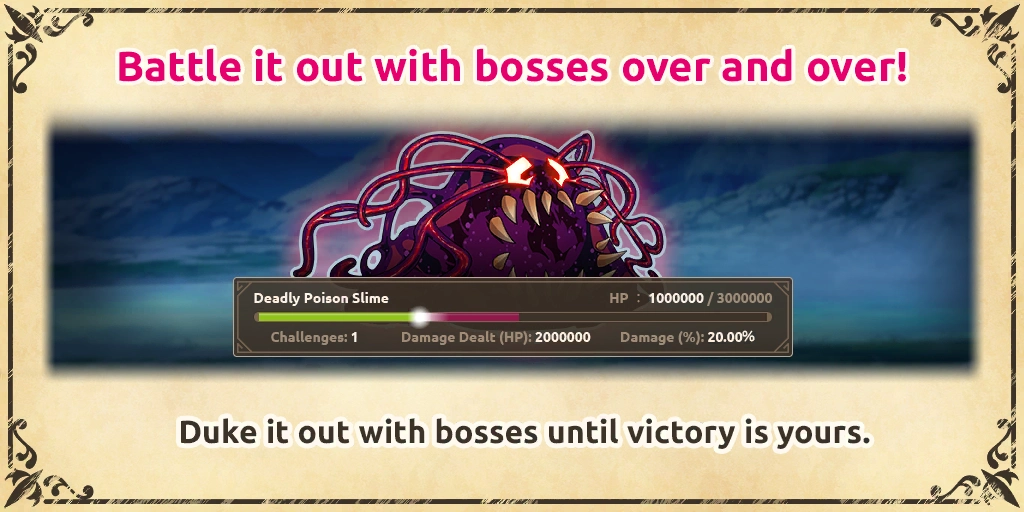 Battle it out with bosses over and over!
Deadly Poison Slime HP : 1000000 / 3000000
Challenges: 1 Damage Dealt (HP): 2000000 Damage (%): 20.00%
Duke it out with bosses until victory is yours.